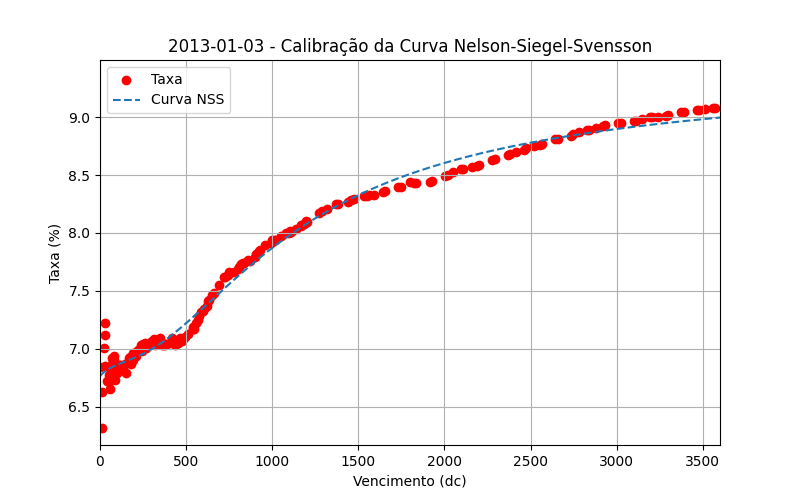 2013-01-03 - Calibração da Curva Nelson-Siegel-Svensson
Taxa
Curva NSS
Taxa (%)
9.0
8.5
8.0
7.5
7.0
6.5
0 500 1000 1500 2000 2500 3000 3500
Vencimento (dc)